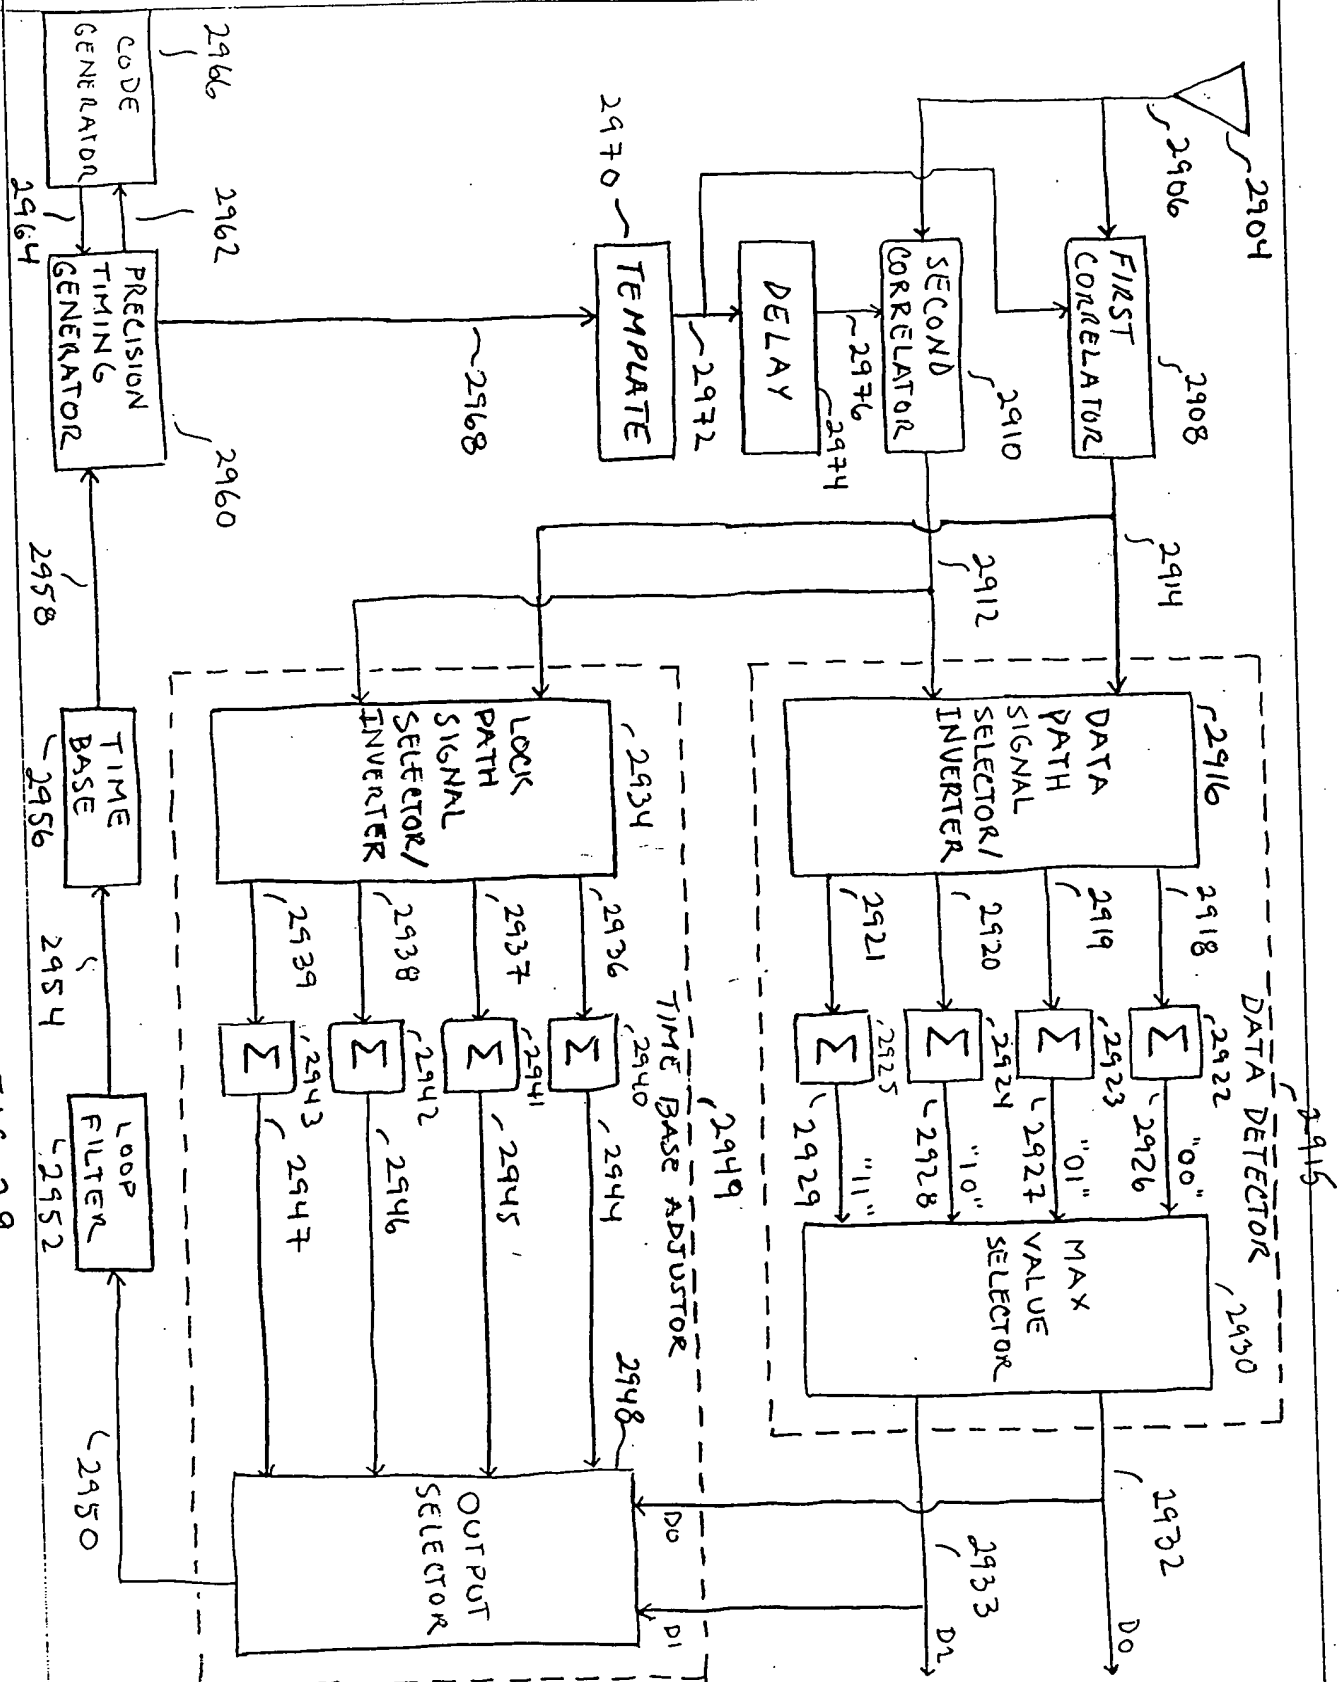 2904
2906
FIRST
CORRELATOR
2908
2914
2915
DATA DETECTOR
2916
DATA
PATH
SIGNAL
SELECTOR/
INVERTER
2918
2919
2920
2921
Σ
2922
Σ
2923
Σ
2924
Σ
2925
"00"
2926
"01"
2927
"10"
2928
"11"
2929
MAX
VALUE
SELECTOR
2930
2932
D0
2933
D1
SECOND
CORRELATOR
2910
2912
DELAY
2974
2976
2972
TEMPLATE
2970
2968
2949
TIME BASE ADJUSTOR
2934
LOCK
PATH
SIGNAL
SELECTOR/
INVERTER
2936
2937
2938
2939
Σ
2940
Σ
2941
Σ
2942
Σ
2943
2944
2945
2946
2947
2948
D0
D1
OUTPUT
SELECTOR
2966
CODE
GENERATOR
2962
2964
PRECISION
TIMING
GENERATOR
2960
2958
TIME
BASE
2956
2954
LOOP
FILTER
2952
2950